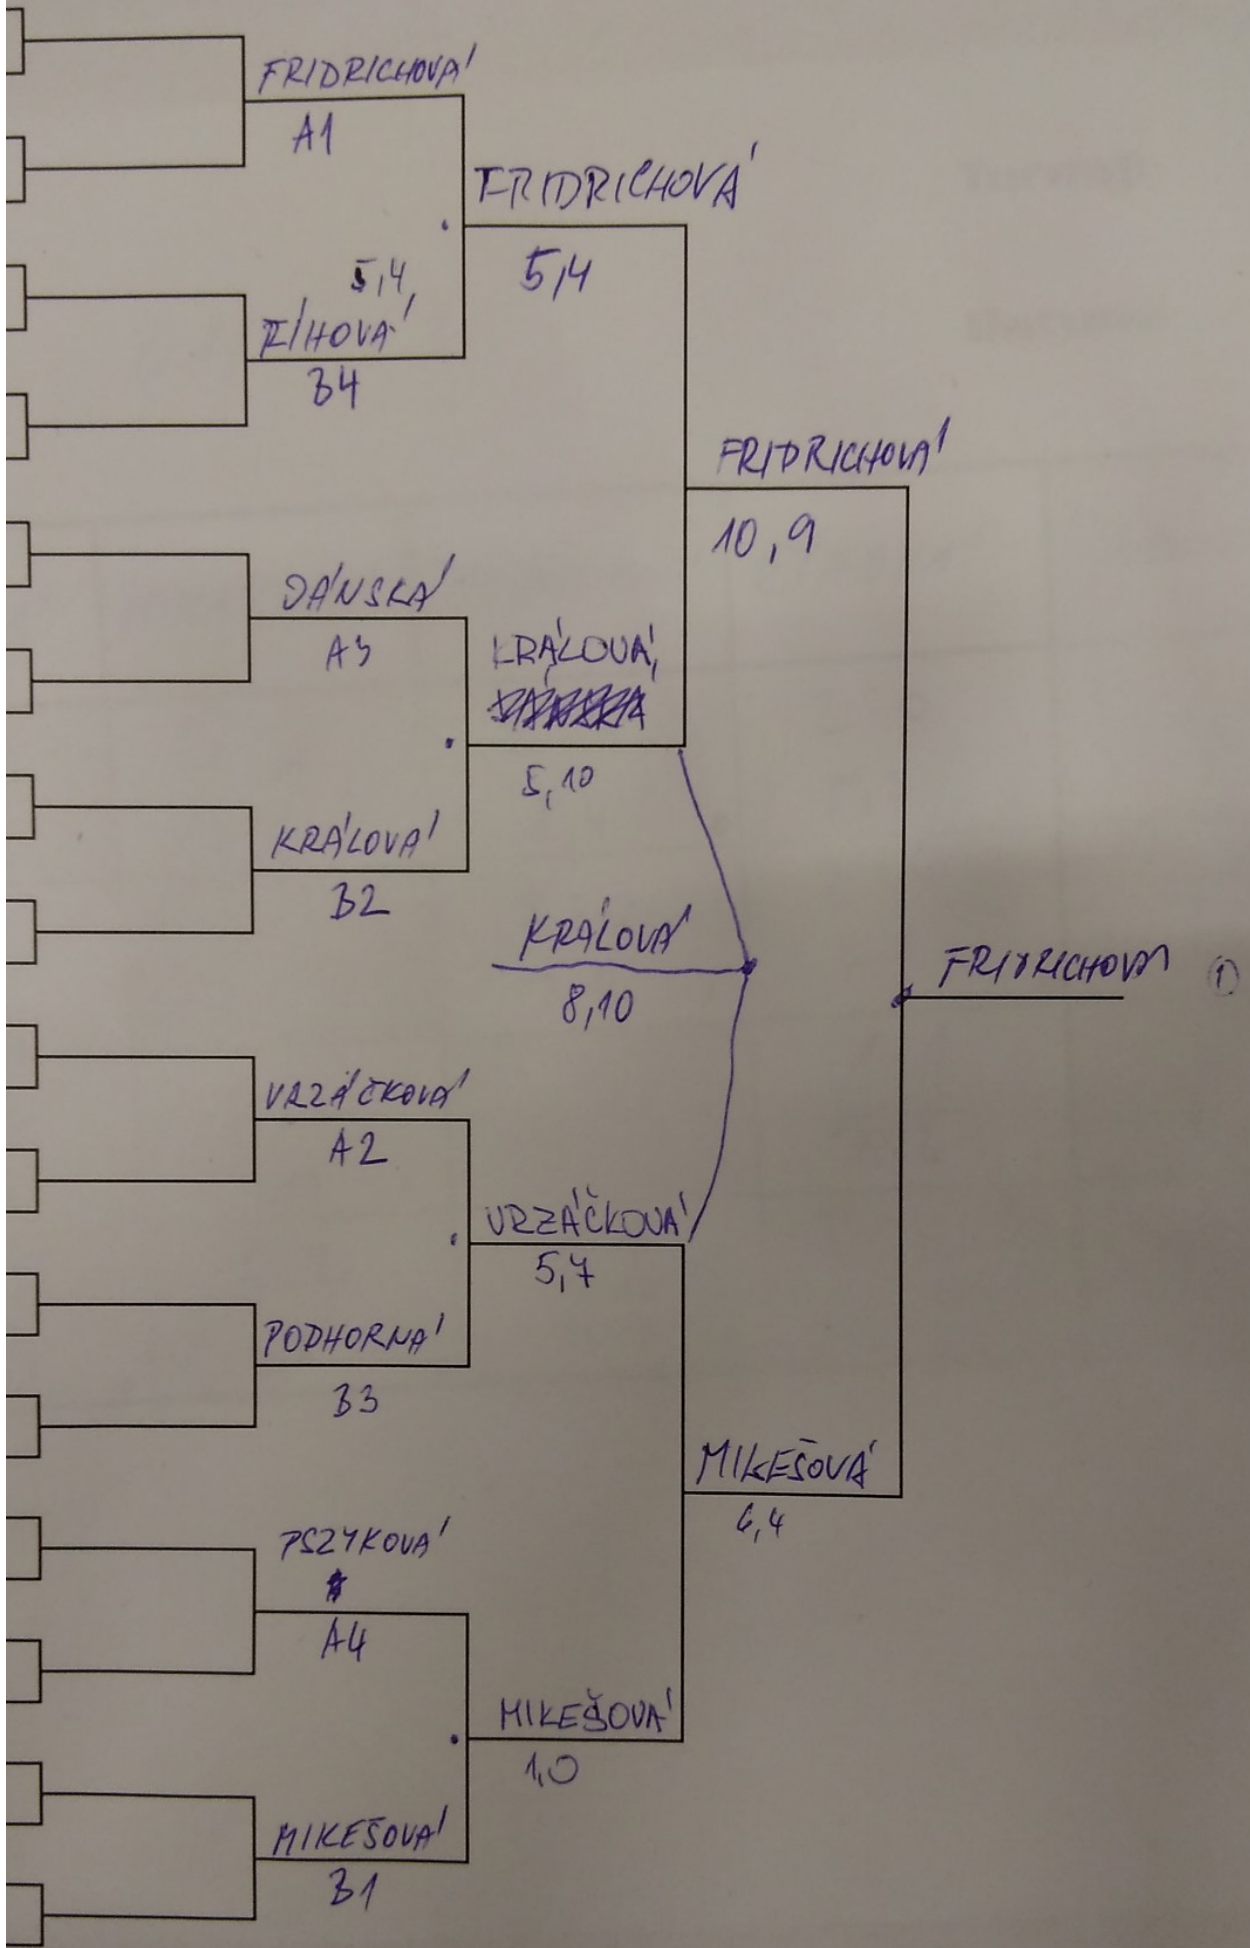 FRIDRICHOVÁ
A1
FRIDRICHOVÁ
5,4
5,4
ŘÍHOVÁ
B4
FRIDRICHOVÁ
10,9
DÁNSKÁ
A3
KRÁLOVÁ
5,10
KRÁLOVÁ
B2
KRÁLOVÁ
8,10
FRIDRICHOVÁ 1
VRZÁČKOVÁ
A2
VRZÁČKOVÁ
5,7
PODHORNÁ
B3
MIKEŠOVÁ
6,4
PSZYKOVÁ
A4
MIKEŠOVÁ
1,0
MIKEŠOVÁ
B1